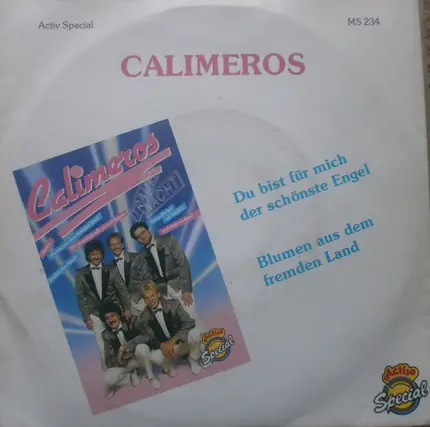 Activ Special
MS 234
CALIMEROS
Calimeros
Du bist für mich
der schönste Engel
Blumen aus dem
fremden Land
Activ
Special
Activ
Special